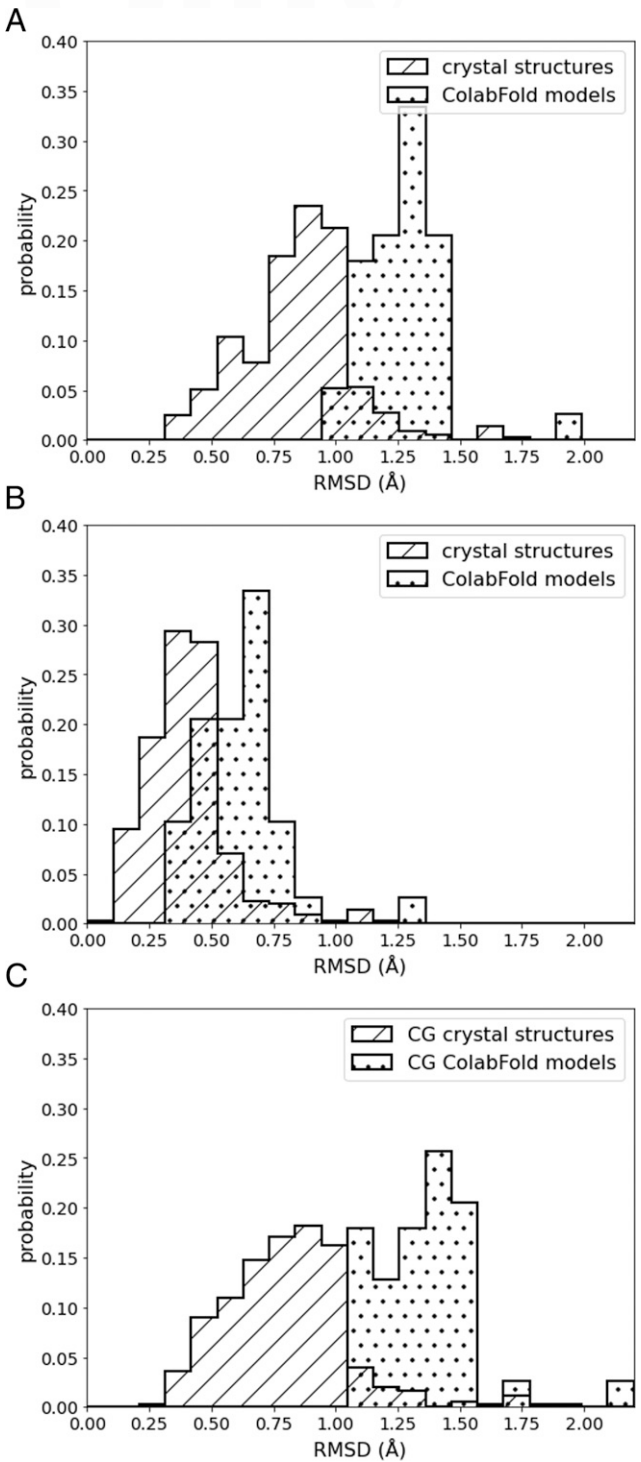 A
0.40
crystal structures
ColabFold models
0.35
0.30
0.25
0.20
0.15
0.10
0.05
0.00
probability
0.00 0.25 0.50 0.75 1.00 1.25 1.50 1.75 2.00
RMSD (Å)
B
0.40
crystal structures
ColabFold models
0.35
0.30
0.25
0.20
0.15
0.10
0.05
0.00
probability
0.00 0.25 0.50 0.75 1.00 1.25 1.50 1.75 2.00
RMSD (Å)
C
0.40
CG crystal structures
CG ColabFold models
0.35
0.30
0.25
0.20
0.15
0.10
0.05
0.00
probability
0.00 0.25 0.50 0.75 1.00 1.25 1.50 1.75 2.00
RMSD (Å)